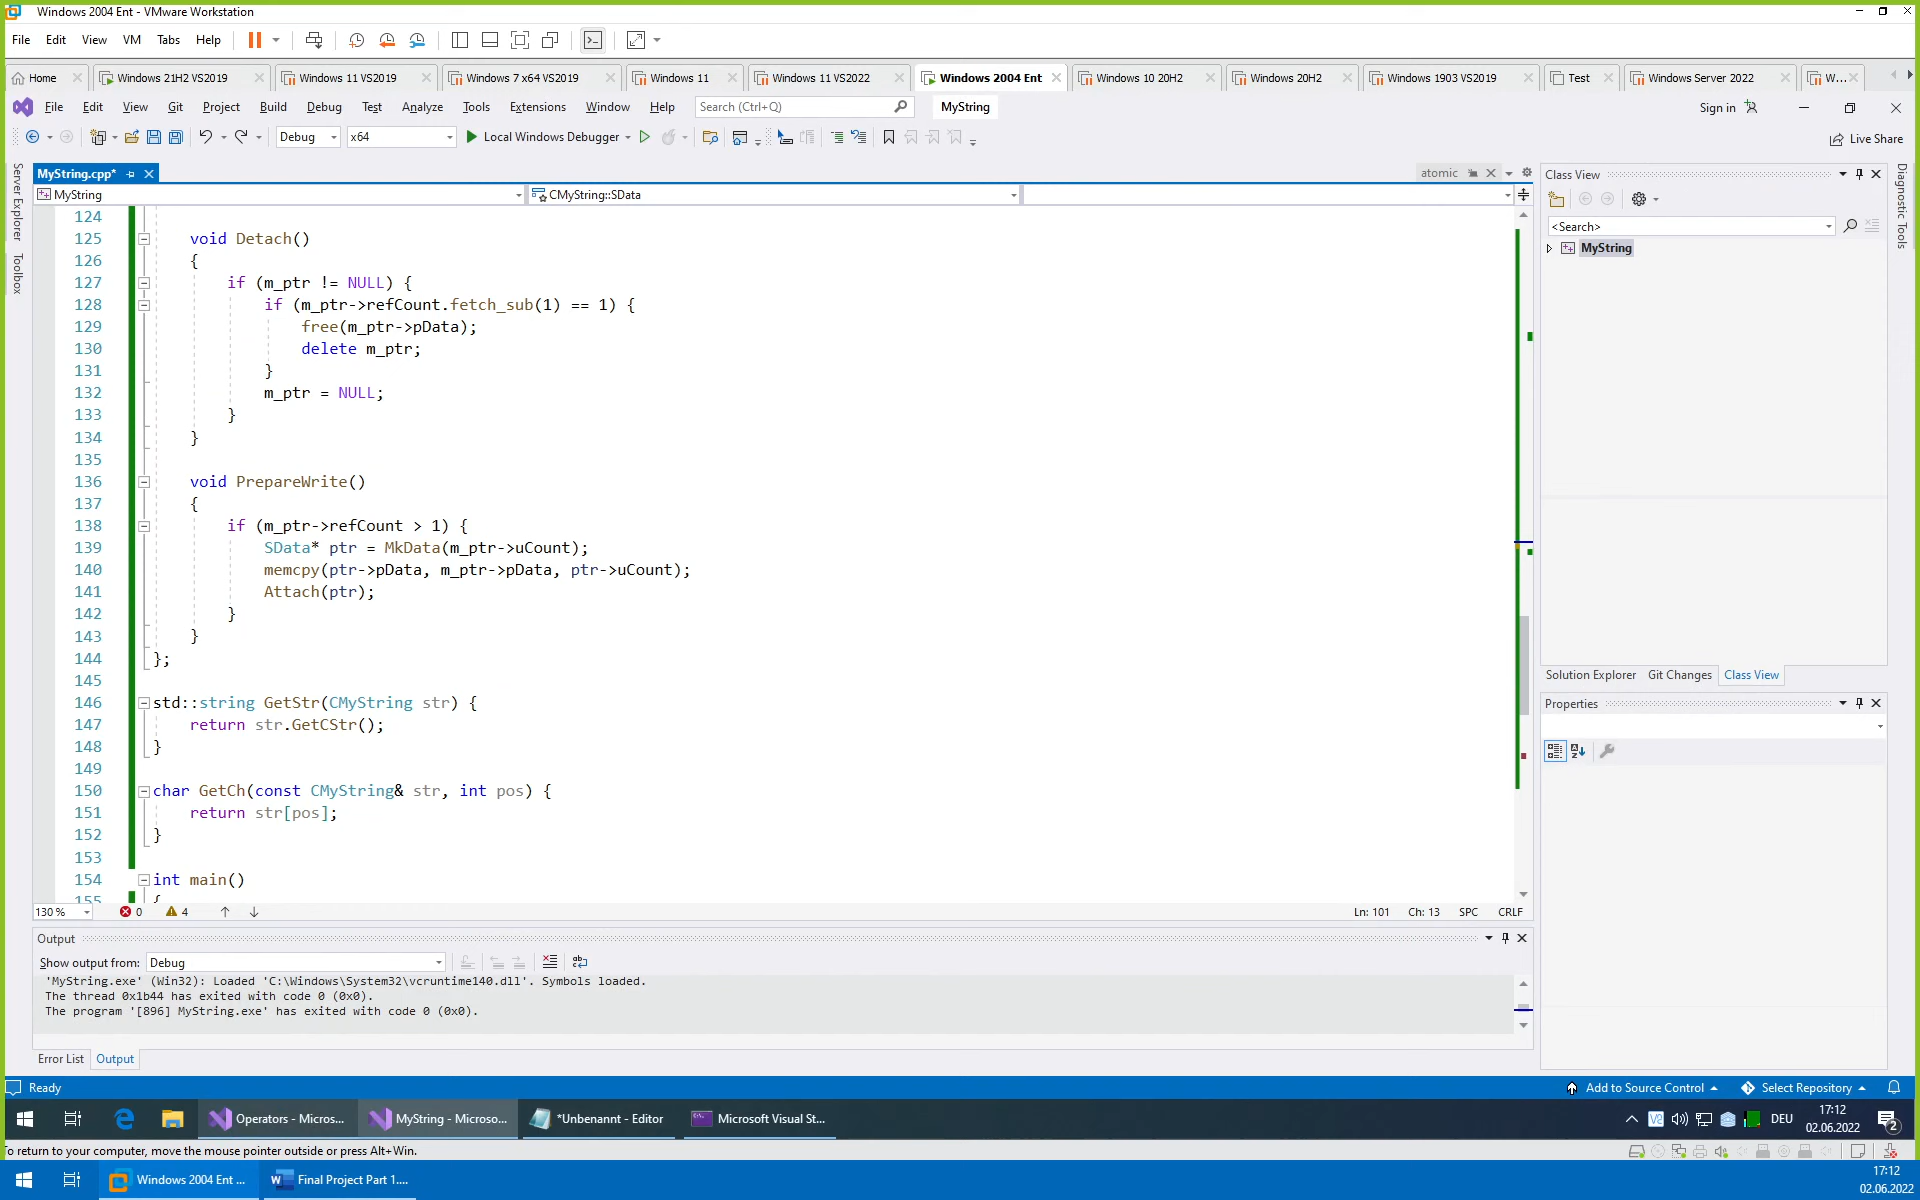 Windows 2004 Ent - VMware Workstation
File Edit View VM Tabs Help
Home Windows 21H2 VS2019 Windows 11 VS2019 Windows 7 x64 VS2019 Windows 11 Windows 11 VS2022 Windows 2004 Ent Windows 10 20H2 Windows 20H2 Windows 1903 VS2019 Test Windows Server 2022 W...
File Edit View Git Project Build Debug Test Analyze Tools Extensions Window Help Search (Ctrl+Q) MyString Sign in
Debug x64 Local Windows Debugger Live Share
MyString.cpp* atomic Class View
MyString CMyString::SData
Server Explorer
Toolbox
Diagnostic Tools
<Search>
MyString
124
125 void Detach()
126 {
127 if (m_ptr != NULL) {
128 if (m_ptr->refCount.fetch_sub(1) == 1) {
129 free(m_ptr->pData);
130 delete m_ptr;
131 }
132 m_ptr = NULL;
133 }
134 }
135
136 void PrepareWrite()
137 {
138 if (m_ptr->refCount > 1) {
139 SData* ptr = MkData(m_ptr->uCount);
140 memcpy(ptr->pData, m_ptr->pData, ptr->uCount);
141 Attach(ptr);
142 }
143 }
144 };
145
146 std::string GetStr(CMyString str) {
147 return str.GetCStr();
148 }
149
150 char GetCh(const CMyString& str, int pos) {
151 return str[pos];
152 }
153
154 int main()
155 {
Solution Explorer Git Changes Class View
Properties
130 % 0 4 Ln: 101 Ch: 13 SPC CRLF
Output
Show output from: Debug
'MyString.exe' (Win32): Loaded 'C:\Windows\System32\vcruntime140.dll'. Symbols loaded.
The thread 0x1b44 has exited with code 0 (0x0).
The program '[896] MyString.exe' has exited with code 0 (0x0).
Error List Output
Ready Add to Source Control Select Repository
Operators - Micros... MyString - Microso... *Unbenannt - Editor Microsoft Visual St... DEU 17:12
02.06.2022 2
To return to your computer, move the mouse pointer outside or press Alt+Win.
Windows 2004 Ent ... Final Project Part 1.... 17:12
02.06.2022